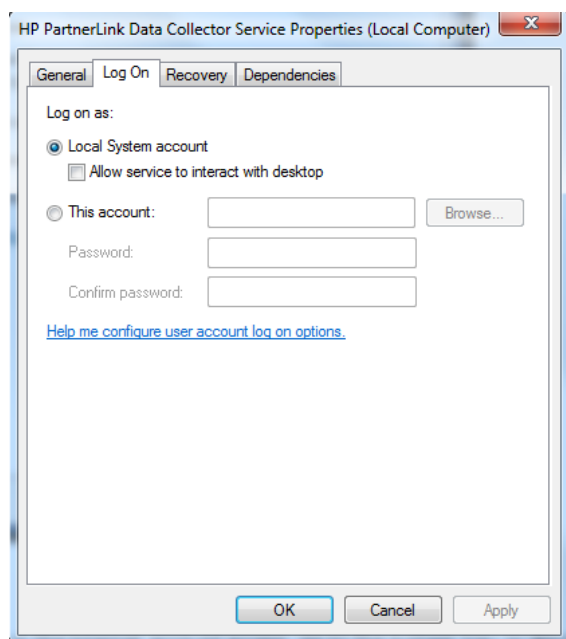 HP PartnerLink Data Collector Service Properties (Local Computer)
General Log On Recovery Dependencies
Log on as:
Local System account
Allow service to interact with desktop
This account:
Browse...
Password:
Confirm password:
Help me configure user account log on options.
OK Cancel Apply